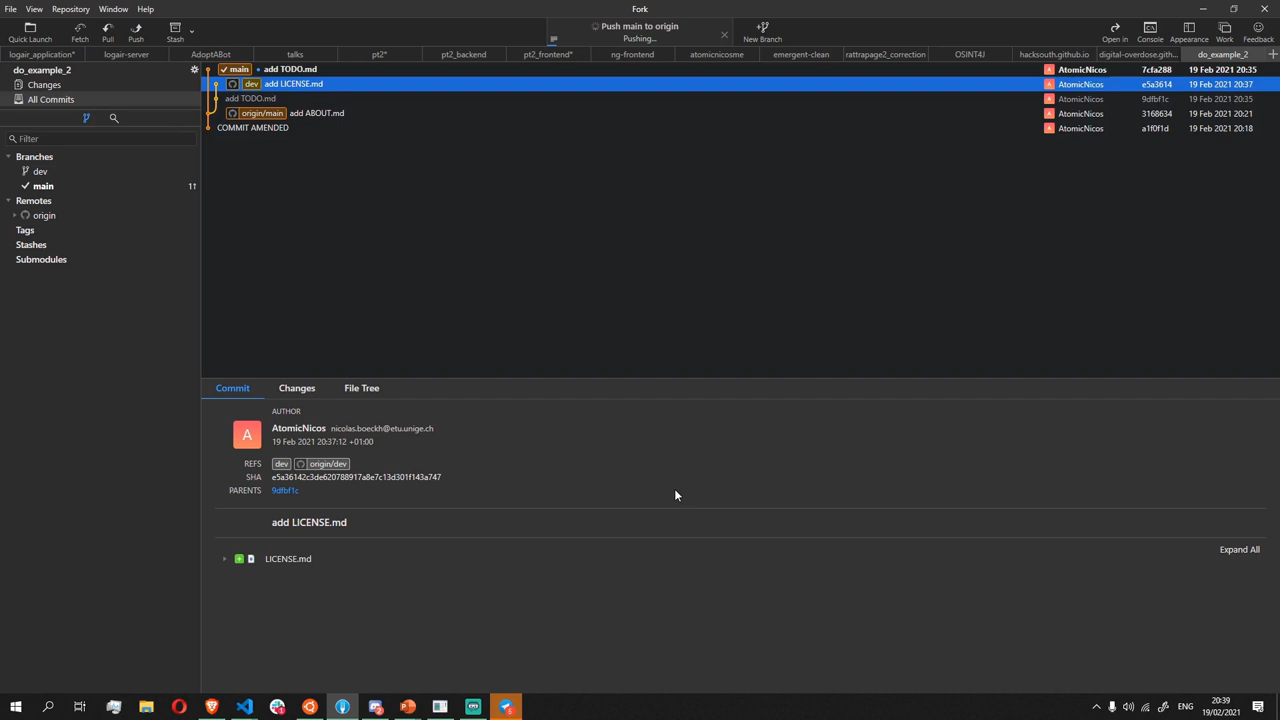 File View Repository Window Help
Fork
Quick Launch
Fetch
Pull
Push
Stash
Push main to origin
Pushing...
New Branch
Open in
Console
Appearance
Work
Feedback
logair_application*
logair-server
AdoptABot
talks
pt2*
pt2_backend
pt2_frontend*
ng-frontend
atomicnicosme
emergent-clean
rattrapage2_correction
OSINT4J
hacksouth.github.io
digital-overdose.gith...
do_example_2
do_example_2
Changes
All Commits
Filter
Branches
dev
main 1↑
Remotes
origin
Tags
Stashes
Submodules
main add TODO.md A AtomicNicos 7cfa288 19 Feb 2021 20:35
dev add LICENSE.md A AtomicNicos e5a3614 19 Feb 2021 20:37
add TODO.md A AtomicNicos 9dfbf1c 19 Feb 2021 20:35
origin/main add ABOUT.md A AtomicNicos 3168634 19 Feb 2021 20:21
COMMIT AMENDED A AtomicNicos a1f0f1d 19 Feb 2021 20:18
Commit Changes File Tree
AUTHOR
A
AtomicNicos nicolas.boeckh@etu.unige.ch
19 Feb 2021 20:37:12 +01:00
REFS dev origin/dev
SHA e5a36142c3de620788917a8e7c13d301f143a747
PARENTS 9dfbf1c
add LICENSE.md
Expand All
LICENSE.md
ENG
20:39
19/02/2021